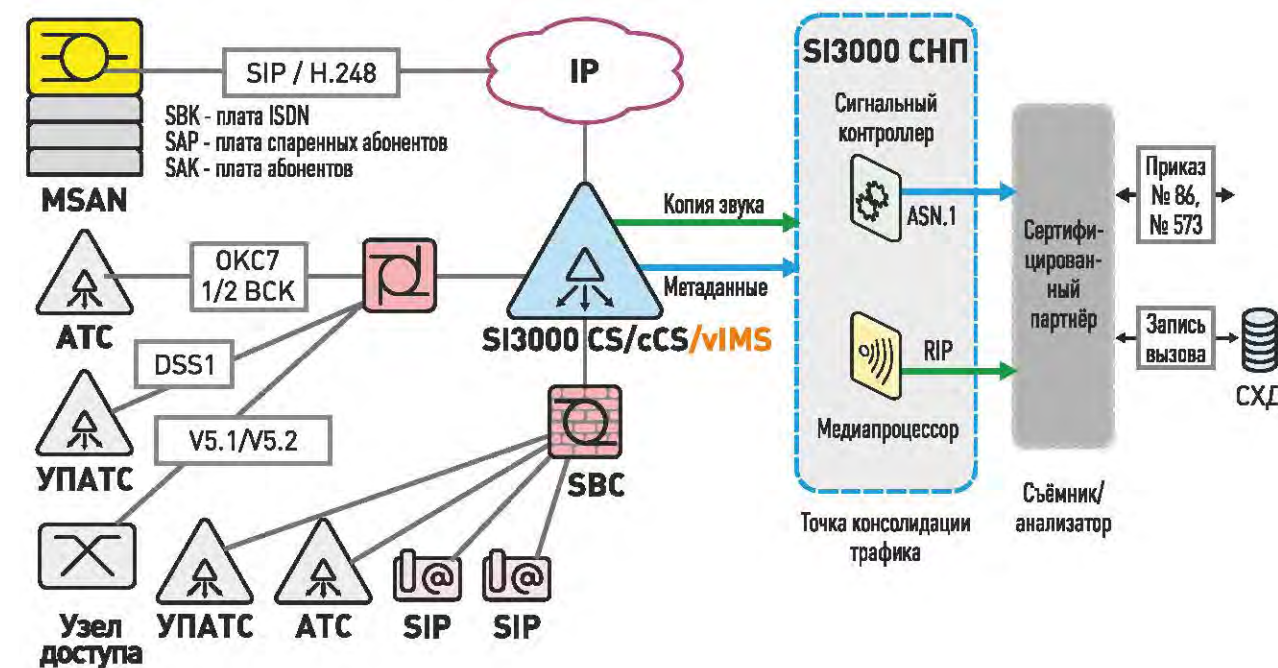 SIP / H.248
IP
SBK - плата ISDN
SAP - плата спаренных абонентов
SAK - плата абонентов
MSAN
ОКС7
1/2 ВСК
АТС
DSS1
УПАТС
V5.1/V5.2
Узел
доступа
УПАТС
АТС
SIP
SIP
SBC
SI3000 CS/cCS/vIMS
Копия звука
Метаданные
SI3000 СНП
Сигнальный
контроллер
ASN.1
RIP
Медиапроцессор
Точка консолидации
трафика
Сертифи-
цирован-
ный
партнёр
Съёмник/
анализатор
Приказ
№ 86,
№ 573
Запись
вызова
СХД